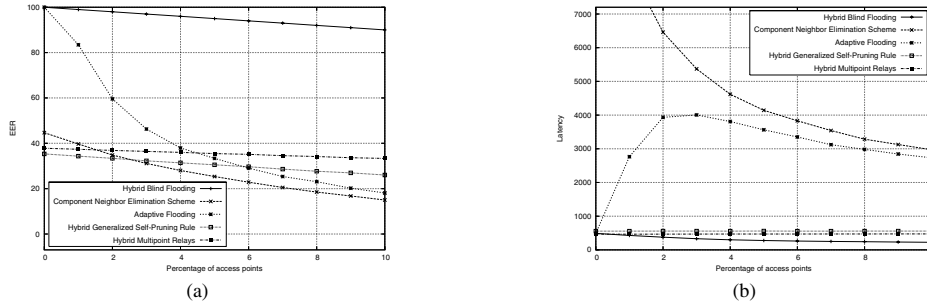 100
80
60
40
20
0
EER
Hybrid Blind Flooding
Component Neighbor Elimination Scheme
Adaptive Flooding
Hybrid Generalized Self-Pruning Rule
Hybrid Multipoint Relays
0 2 4 6 8 10
Percentage of access points
(a)
7000
6000
5000
4000
3000
2000
1000
0
Latency
Hybrid Blind Flooding
Component Neighbor Elimination Scheme
Adaptive Flooding
Hybrid Generalized Self-Pruning Rule
Hybrid Multipoint Relays
0 2 4 6 8
Percentage of access points
(b)